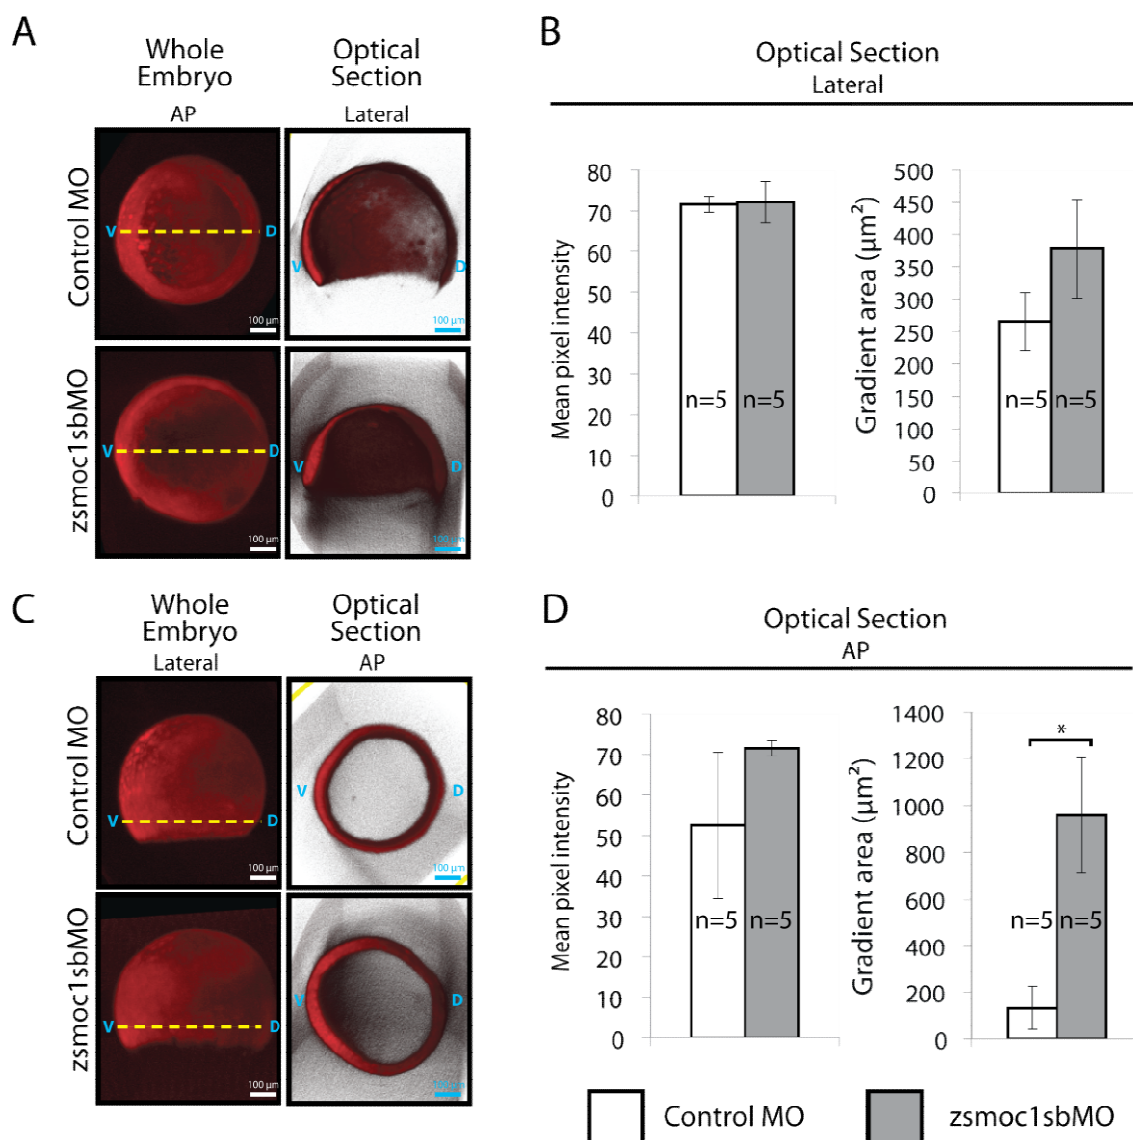 A
Whole
Embryo
AP
Optical
Section
Lateral
Control MO
V
D
100 µm
V
D
100 µm
zsmoc1sbMO
V
D
100 µm
V
D
100 µm
B
Optical Section
Lateral
Mean pixel intensity
80
70
60
50
40
30
20
10
0
n=5
n=5
Gradient area (µm²)
500
450
400
350
300
250
200
150
100
50
0
n=5
n=5
C
Whole
Embryo
Lateral
Optical
Section
AP
Control MO
V
D
100 µm
V
D
100 µm
zsmoc1sbMO
V
D
100 µm
V
D
100 µm
D
Optical Section
AP
Mean pixel intensity
80
70
60
50
40
30
20
10
0
n=5
n=5
Gradient area (µm²)
1400
1200
1000
800
600
400
200
0
*
n=5
n=5
Control MO
zsmoc1sbMO